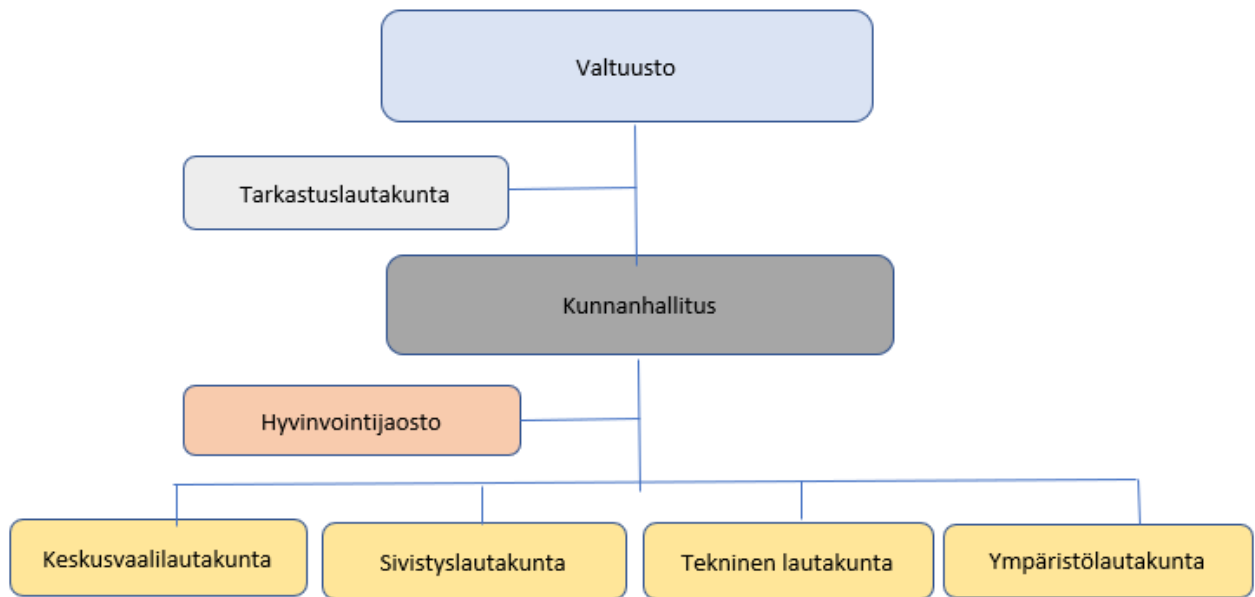 Valtuusto
Tarkastuslautakunta
Kunnanhallitus
Hyvinvointijaosto
Keskusvaalilautakunta
Sivistyslautakunta
Tekninen lautakunta
Ympäristölautakunta